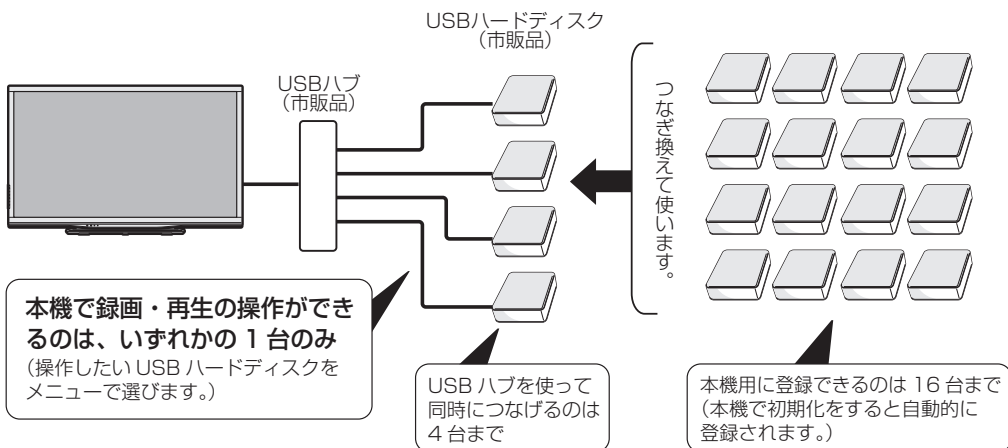 USBハードディスク
（市販品）
USBハブ
（市販品）
つなぎ換えて使います。
本機で録画・再生の操作ができ
るのは、いずれかの 1 台のみ
（操作したい USB ハードディスクを
メニューで選びます。）
USB ハブを使って
同時につなげるのは
4 台まで
本機用に登録できるのは 16 台まで
（本機で初期化をすると自動的に
登録されます。）